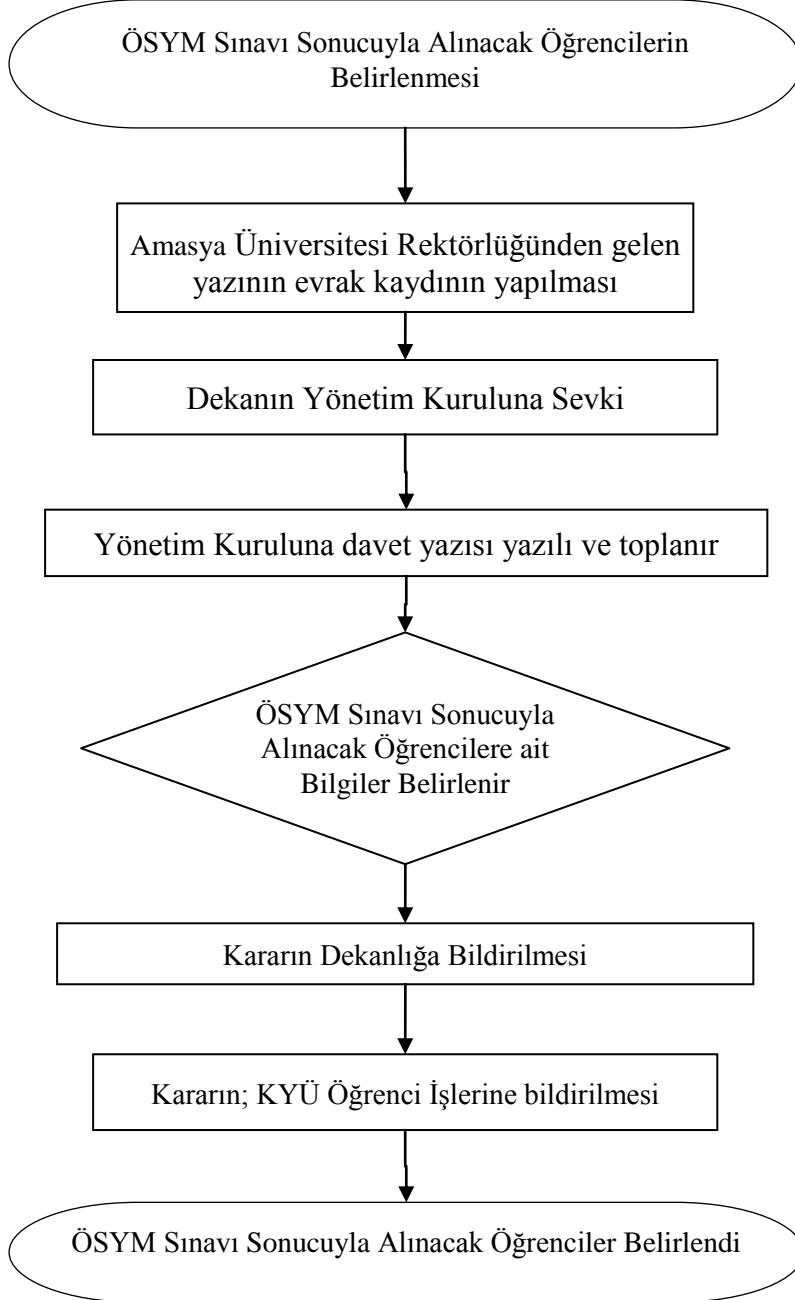 ÖSYM Sınavı Sonucuyla Alınacak Öğrencilerin
Belirlenmesi
Amasya Üniversitesi Rektörlüğünden gelen
yazının evrak kaydının yapılması
Dekanın Yönetim Kuruluna Sevki
Yönetim Kuruluna davet yazısı yazılı ve toplanır
ÖSYM Sınavı Sonucuyla
Alınacak Öğrencilere ait
Bilgiler Belirlenir
Kararın Dekanlığa Bildirilmesi
Kararın; KYÜ Öğrenci İşlerine bildirilmesi
ÖSYM Sınavı Sonucuyla Alınacak Öğrenciler Belirlendi